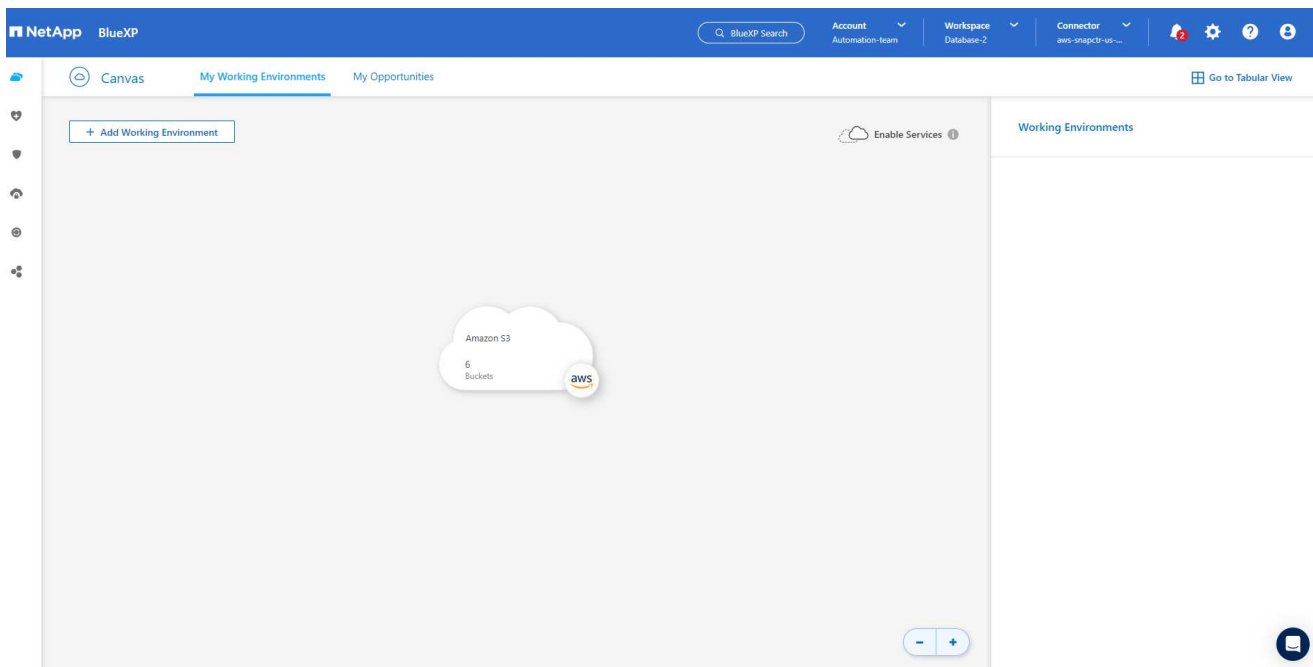 NetApp BlueXP
BlueXP Search
Account
Automation-team
Workspace
Database-2
Connector
aws-snapctr-us-...
2
Canvas
My Working Environments
My Opportunities
Go to Tabular View
+ Add Working Environment
Enable Services
Working Environments
Amazon S3
6
Buckets
aws
- +